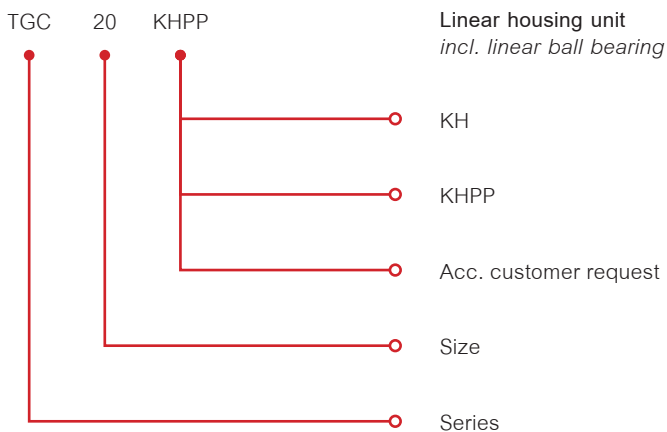 TGC 20 KHPP
Linear housing unit
incl. linear ball bearing
KH
KHPP
Acc. customer request
Size
Series